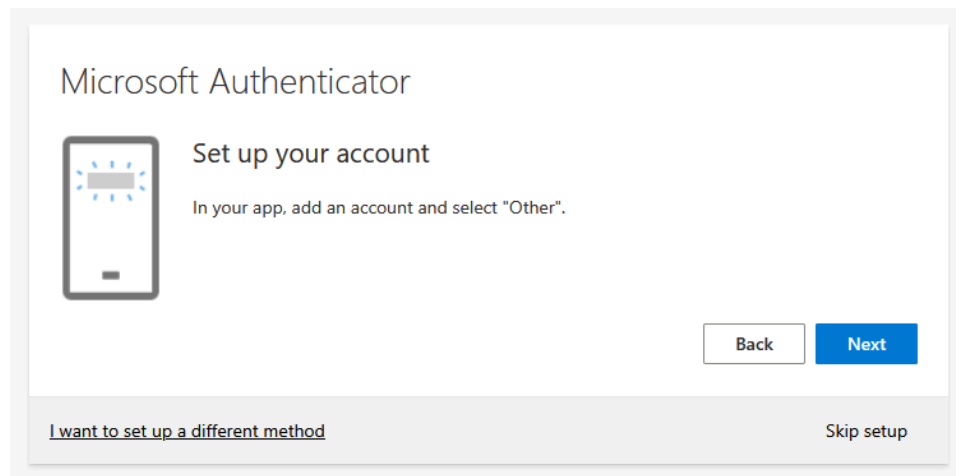 Microsoft Authenticator
Set up your account
In your app, add an account and select "Other".
Back
Next
I want to set up a different method
Skip setup